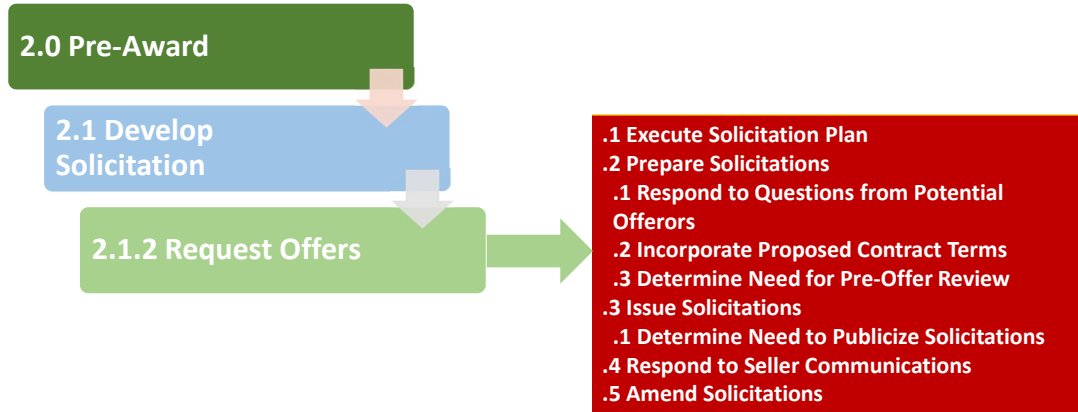 2.0 Pre-Award
2.1 Develop
Solicitation
2.1.2 Request Offers
.1 Execute Solicitation Plan
.2 Prepare Solicitations
.1 Respond to Questions from Potential
Offerors
.2 Incorporate Proposed Contract Terms
.3 Determine Need for Pre-Offer Review
.3 Issue Solicitations
.1 Determine Need to Publicize Solicitations
.4 Respond to Seller Communications
.5 Amend Solicitations